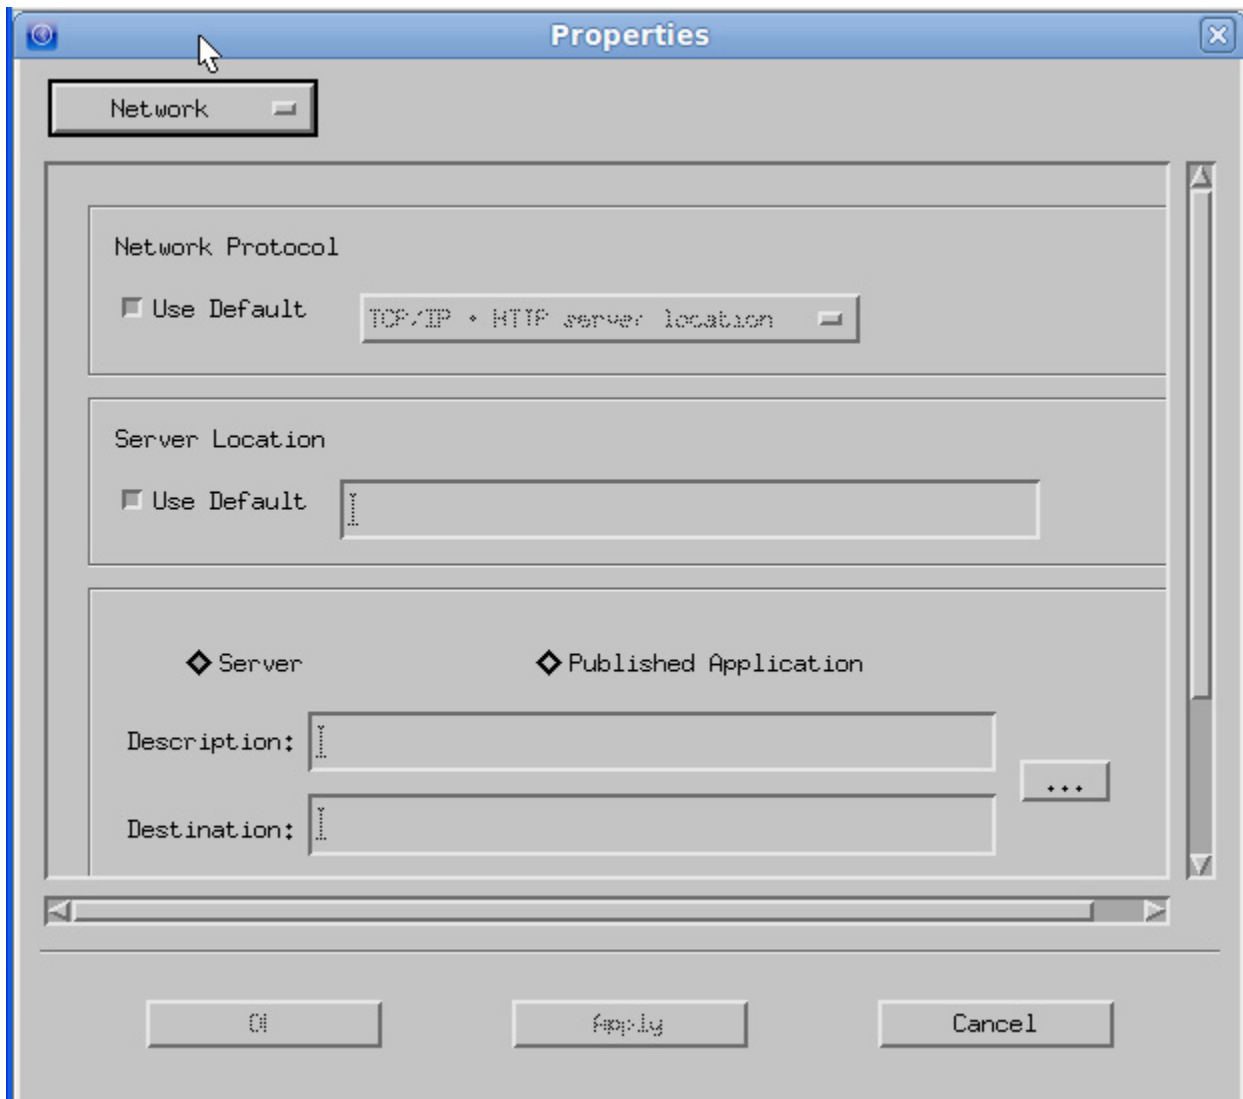 Properties
Network
Network Protocol
Use Default TCP/IP + HTTP server location
Server Location
Use Default
Server Published Application
Description:
...
Destination:
OK Apply Cancel